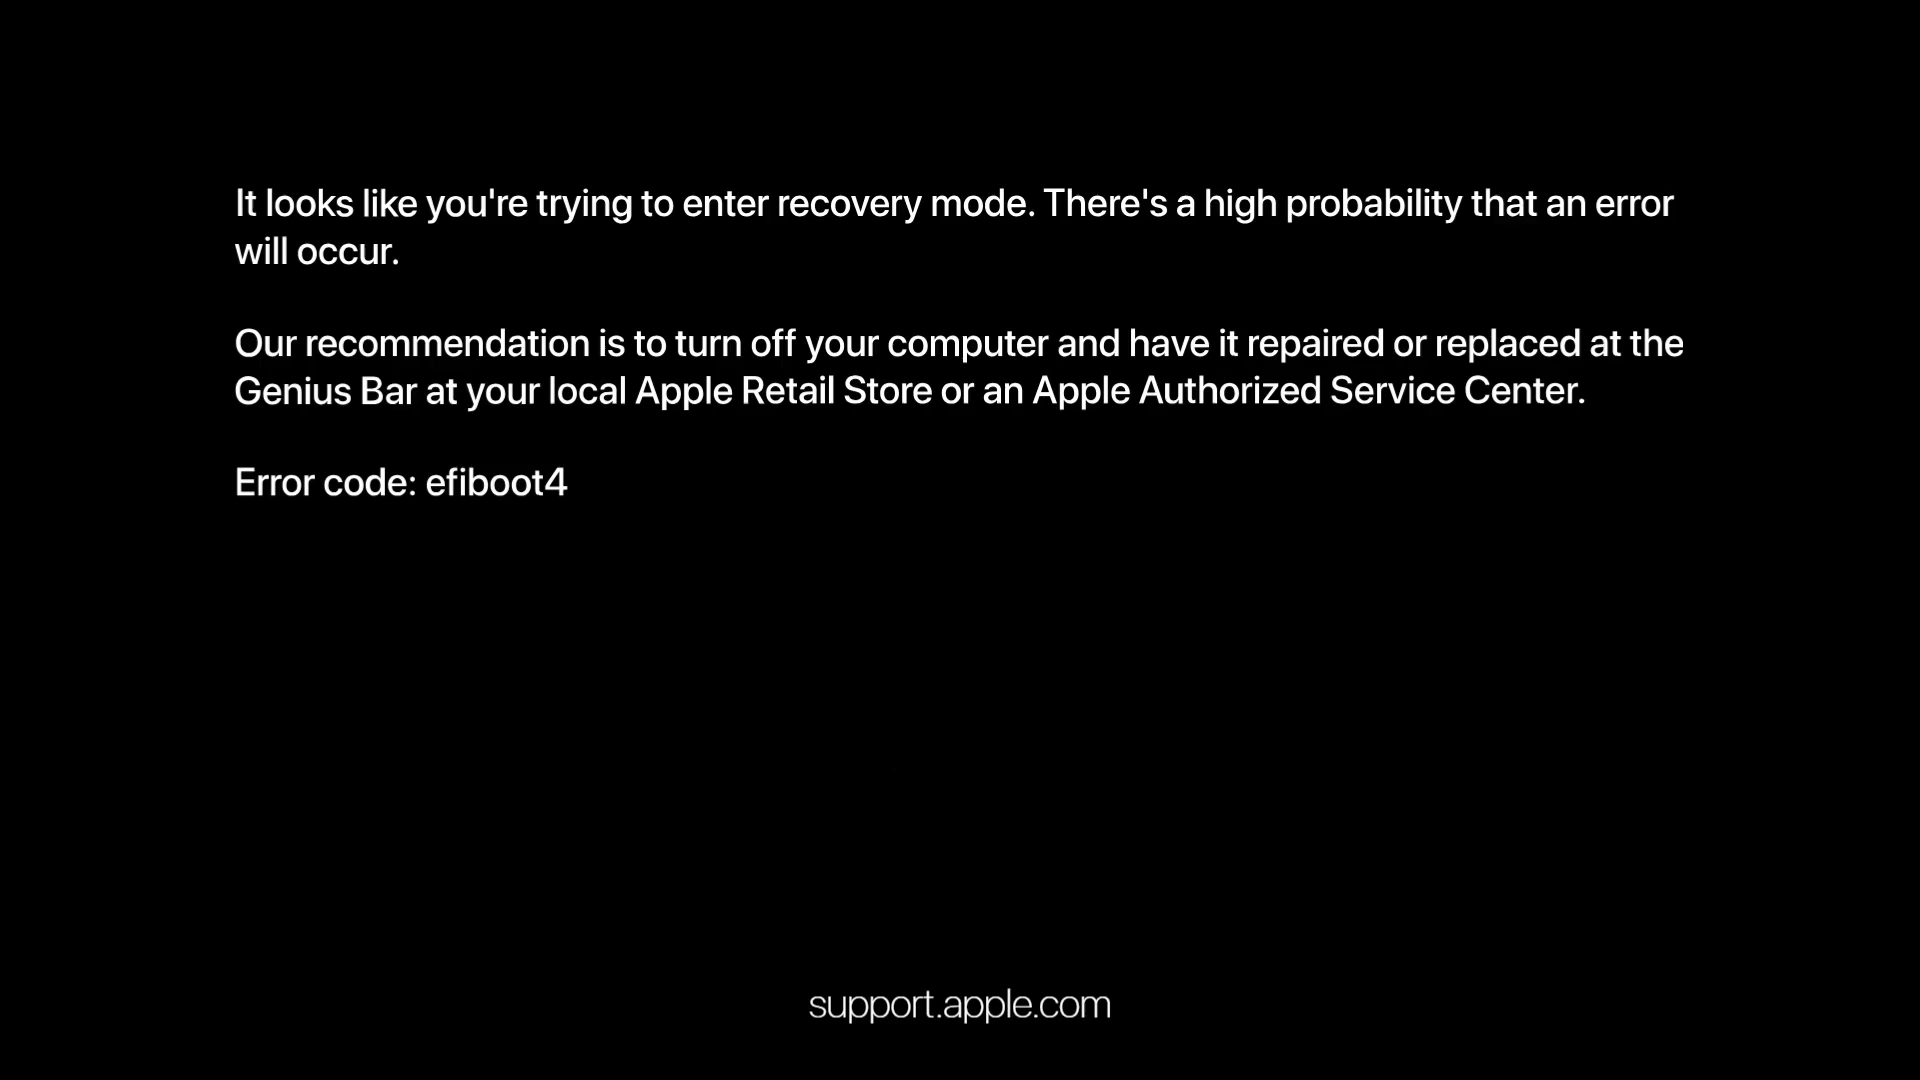 It looks like you're trying to enter recovery mode. There's a high probability that an error
will occur.
Our recommendation is to turn off your computer and have it repaired or replaced at the
Genius Bar at your local Apple Retail Store or an Apple Authorized Service Center.
Error code: efiboot4
support.apple.com